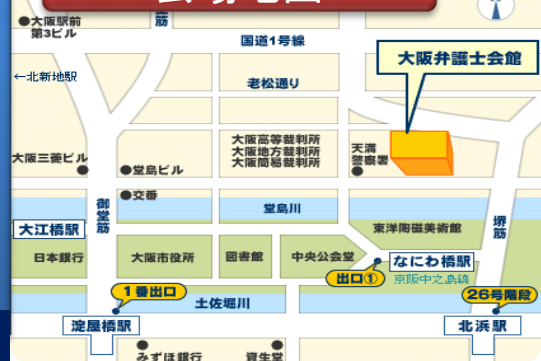 会場地図
●大阪駅前
第3ビル
筋
国道1号線
←北新地駅
老松通り
大阪弁護士会館
大阪高等裁判所
大阪地方裁判所
大阪簡易裁判所
天満
警察署
大阪三菱ビル
●堂島ビル
●交番
御堂筋
堂島川
大江橋駅
東洋陶磁美術館
堺筋
日本銀行
大阪市役所
図書館
中央公会堂
なにわ橋駅
出口①
京阪中之島線
1番出口
26号階段
土佐堀川
淀屋橋駅
北浜駅
みずほ銀行
資生堂